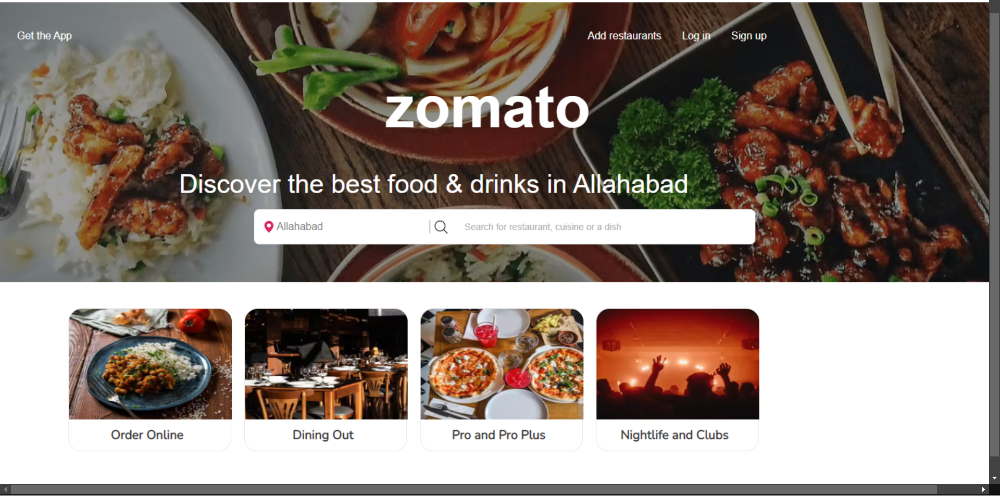 Get the App
Add restaurants Log in Sign up
zomato
Discover the best food & drinks in Allahabad
Allahabad
Search for restaurant, cuisine or a dish
Order Online
Dining Out
Pro and Pro Plus
Nightlife and Clubs